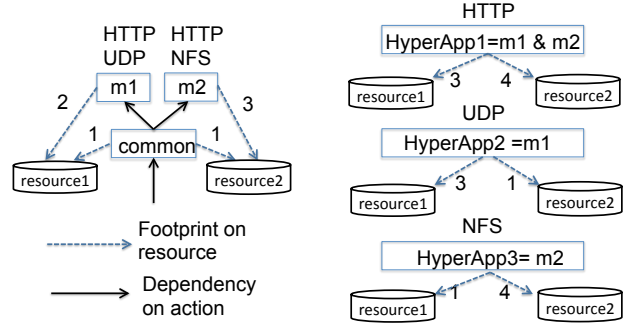 HTTP
UDP
HTTP
NFS
m1
m2
2
3
1
1
common
resource1
resource2
Footprint on
resource
Dependency
on action
HTTP
HyperApp1=m1 & m2
3
4
resource1
resource2
UDP
HyperApp2 =m1
3
1
resource1
resource2
NFS
HyperApp3= m2
1
4
resource1
resource2